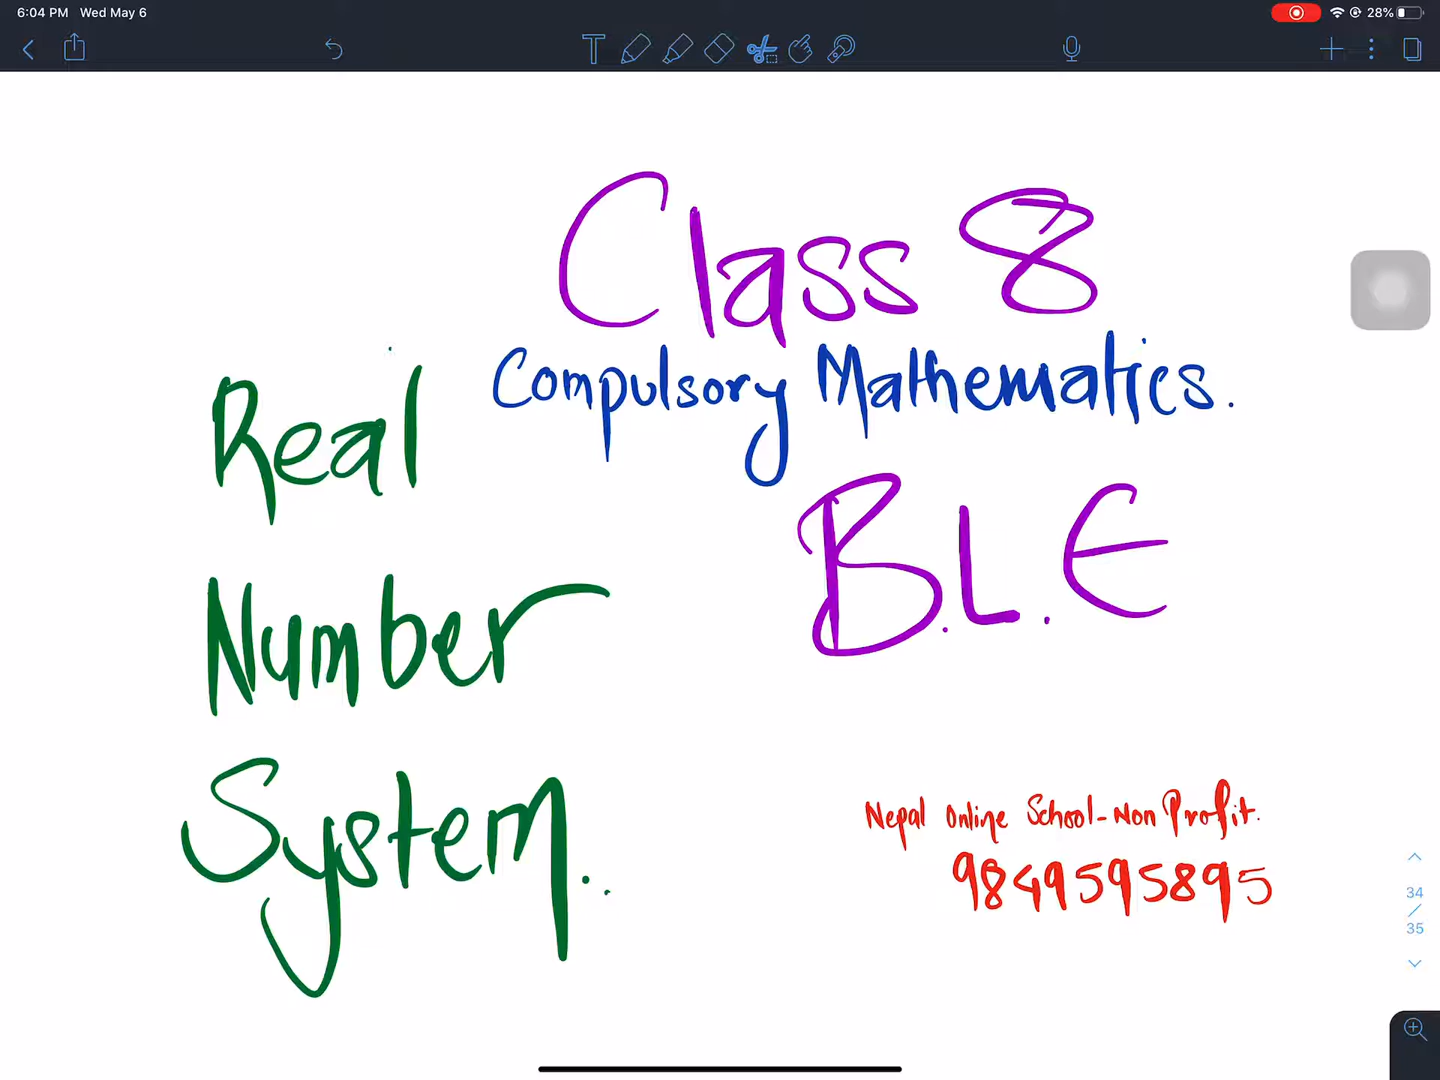 6:04 PM Wed May 6
28%
Class 8
Compulsory Mathematics.
B.L.E
Real
Number
System..
Nepal Online School-Non Profit.
9849595895
34
/
35